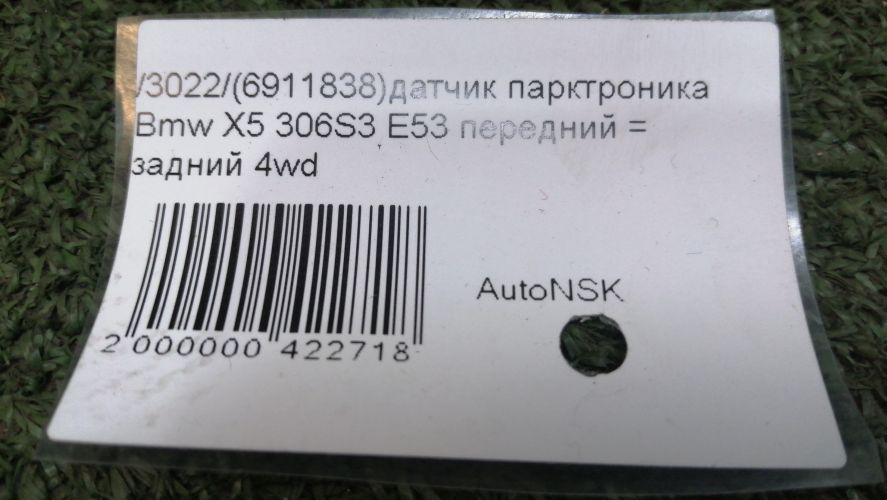 /3022/(6911838)датчик парктроника
Bmw X5 306S3 E53 передний =
задний 4wd
AutoNSK
2 000000 422718